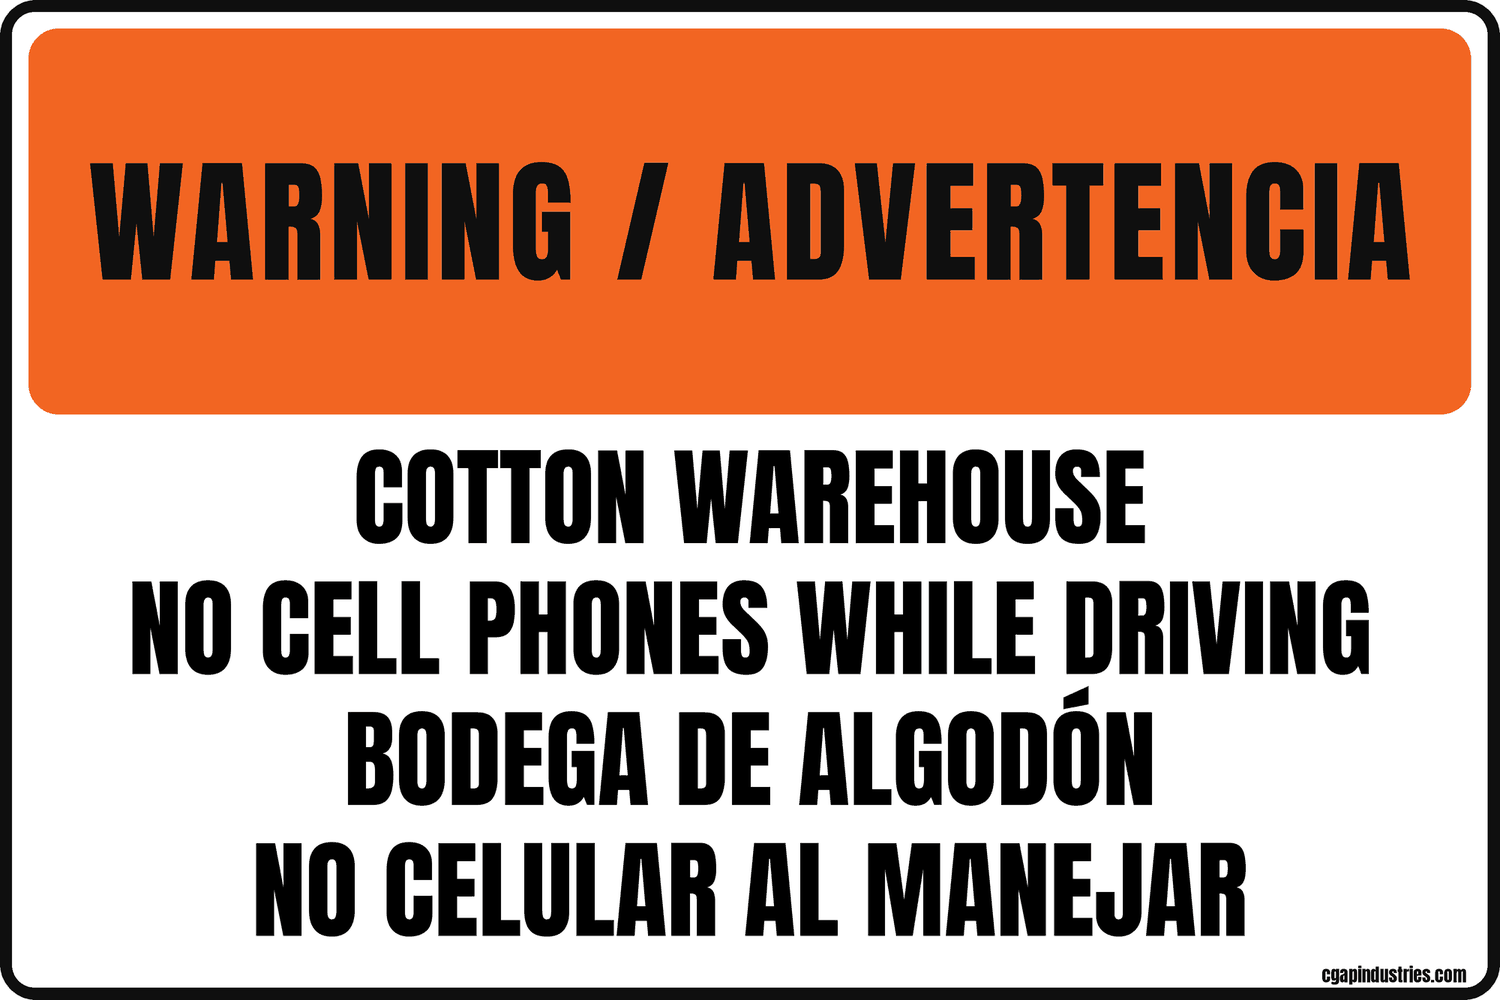 WARNING / ADVERTENCIA
COTTON WAREHOUSE
NO CELL PHONES WHILE DRIVING
BODEGA DE ALGODÓN
NO CELULAR AL MANEJAR
cgapindustries.com